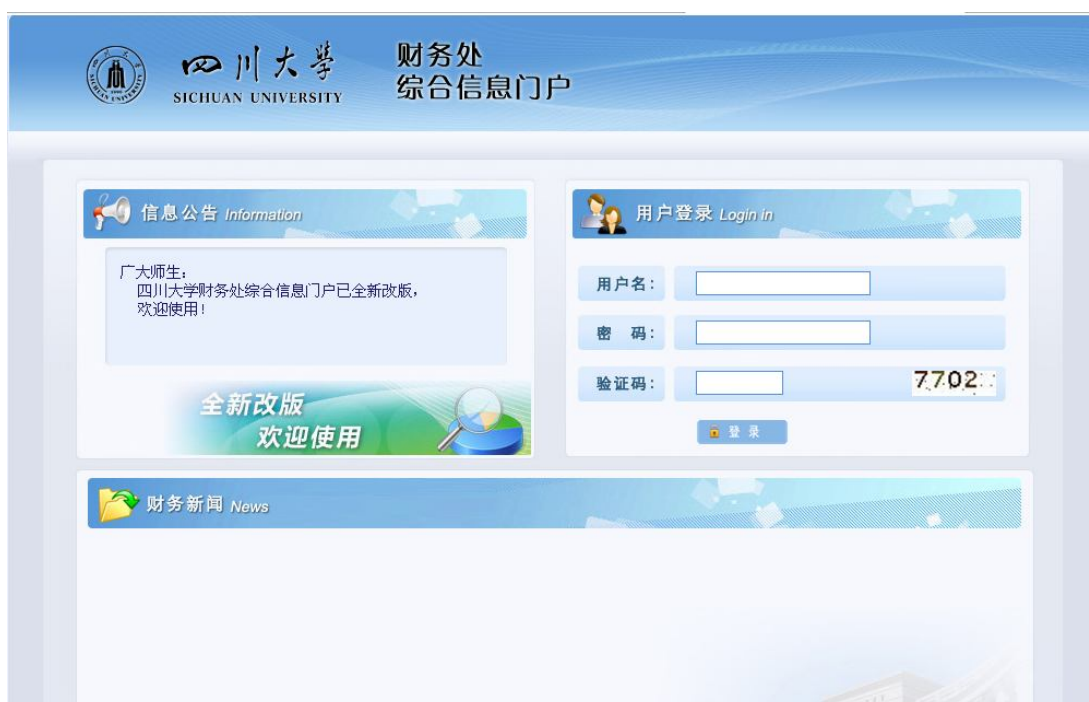 四川大學
SICHUAN UNIVERSITY
财务处
综合信息门户
信息公告 Information
广大师生：
四川大学财务处综合信息门户已全新改版，
欢迎使用！
全新改版
欢迎使用
用户登录 Login in
用户名：
密 码：
验证码：
7702
登 录
财务新闻 News